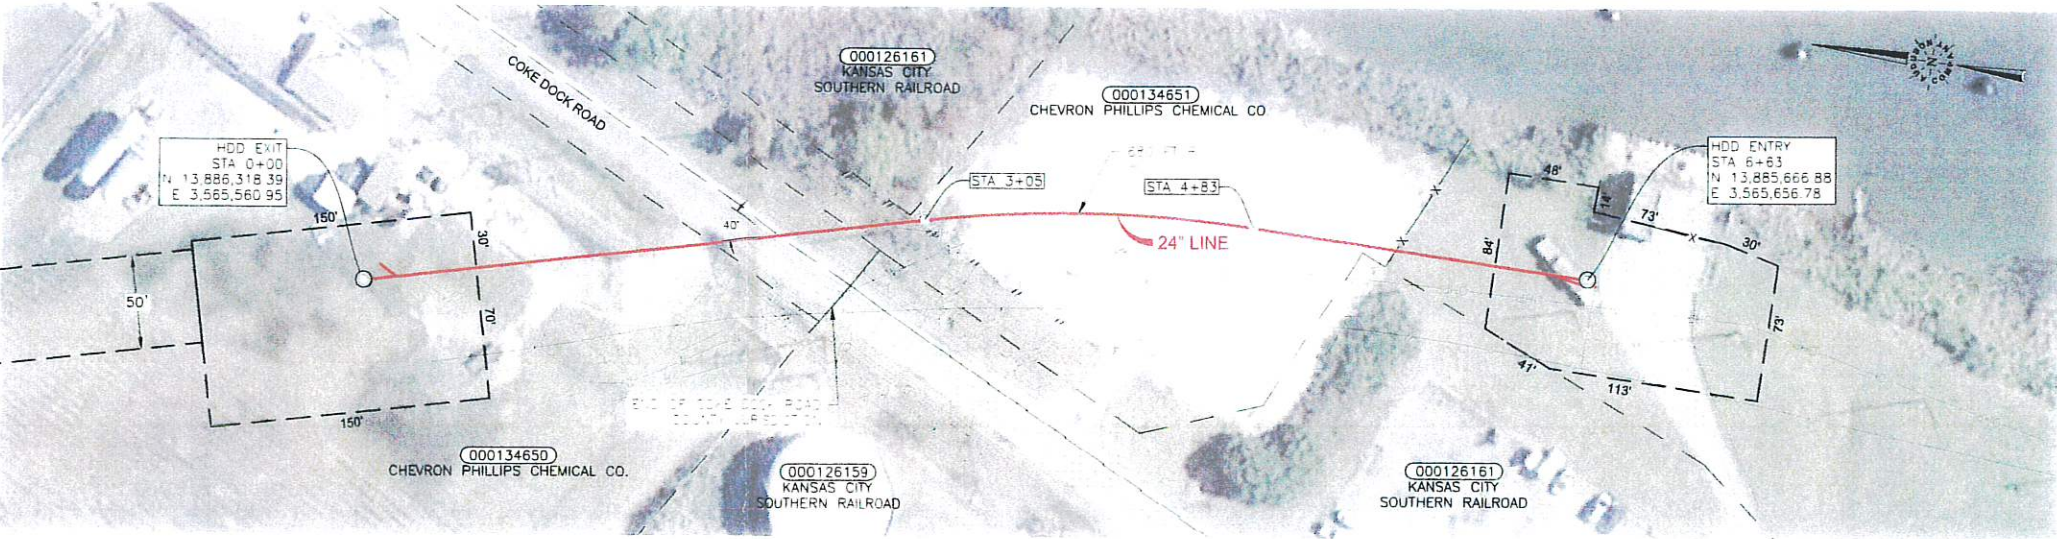 COKE DOCK ROAD
000126161
KANSAS CITY
SOUTHERN RAILROAD
000134651
CHEVRON PHILLIPS CHEMICAL CO
HDD EXIT
STA 0+00
N 13,886,318.39
E 3,565,560.95
HDD ENTRY
STA 6+63
N 13,885,666.88
E 3,565,656.78
STA 3+05
STA 4+83
24" LINE
150'
30'
70'
150'
50'
40'
48'
14'
73'
30'
84'
73'
41'
113'
X
X
X
N
000134650
CHEVRON PHILLIPS CHEMICAL CO.
000126159
KANSAS CITY
SOUTHERN RAILROAD
000126161
KANSAS CITY
SOUTHERN RAILROAD